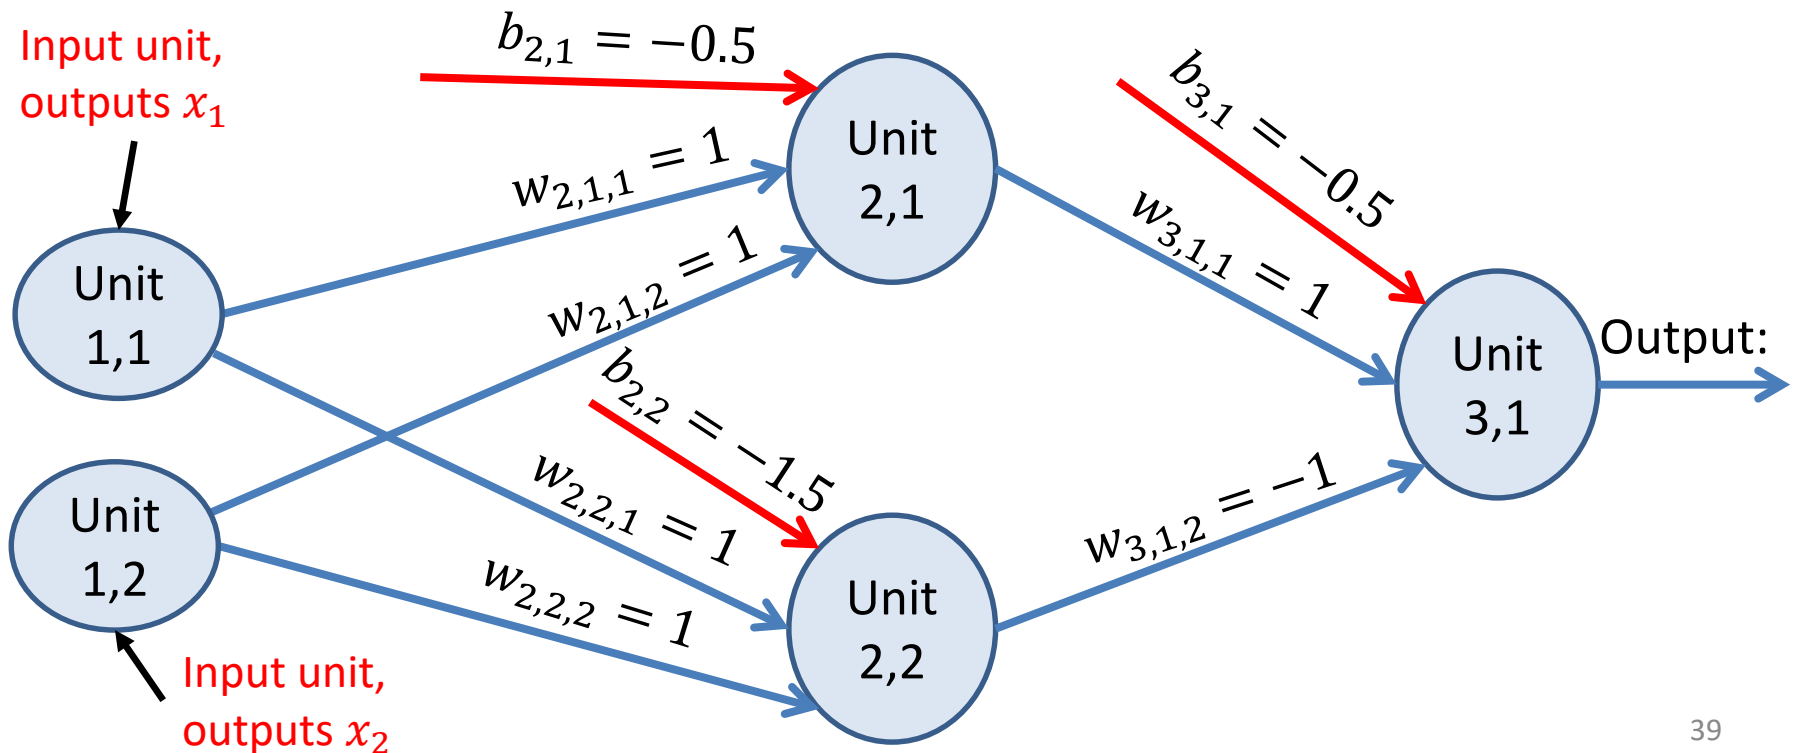 Input unit,
outputs x₁
b₂,₁ = −0.5
b₃,₁ = −0.5
Unit
2,1
w₂,₁,₁ = 1
w₃,₁,₁ = 1
Unit
1,1
w₂,₁,₂ = 1
Output:
Unit
3,1
b₂,₂ = −1.5
w₂,₂,₁ = 1
w₃,₁,₂ = −1
Unit
1,2
w₂,₂,₂ = 1
Unit
2,2
Input unit,
outputs x₂
39